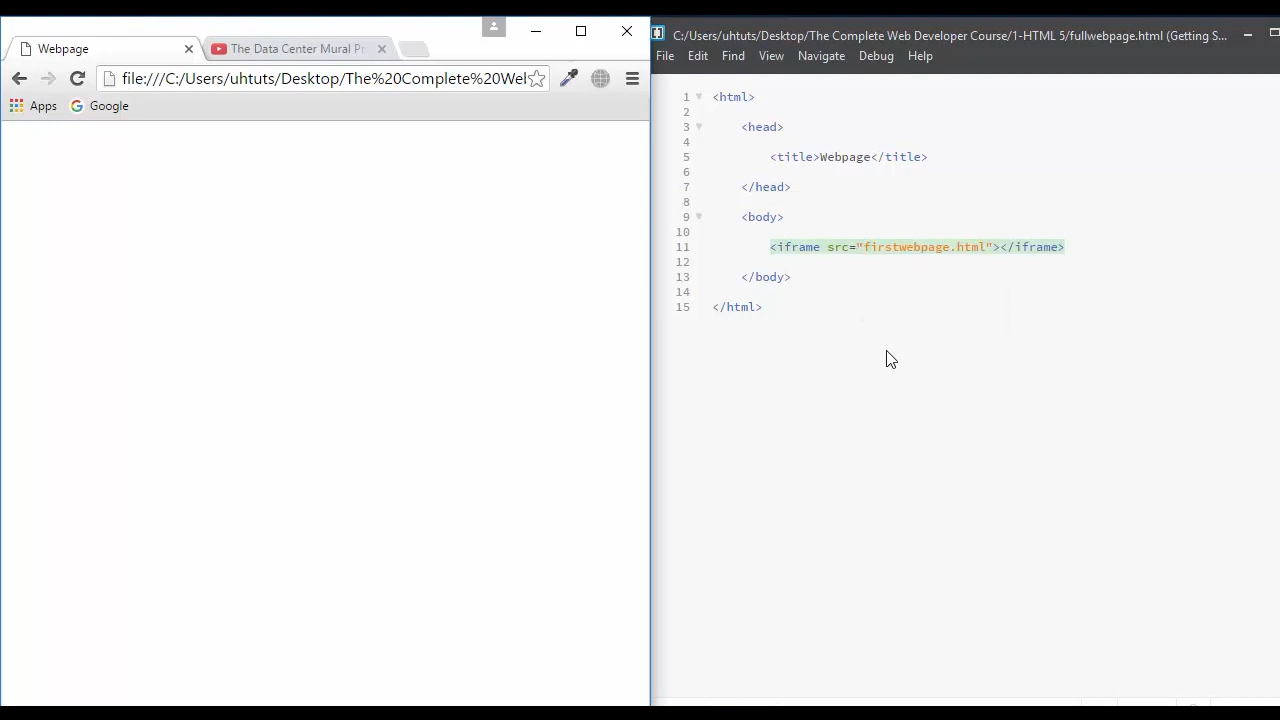 Webpage
The Data Center Mural Pr
file:///C:/Users/uhtuts/Desktop/The%20Complete%20Wel
Apps Google
C:/Users/uhtuts/Desktop/The Complete Web Developer Course/1-HTML 5/fullwebpage.html (Getting S...
File Edit Find View Navigate Debug Help
1 <html>
2
3 <head>
4
5 <title>Webpage</title>
6
7 </head>
8
9 <body>
10
11 <iframe src="firstwebpage.html"></iframe>
12
13 </body>
14
15 </html>